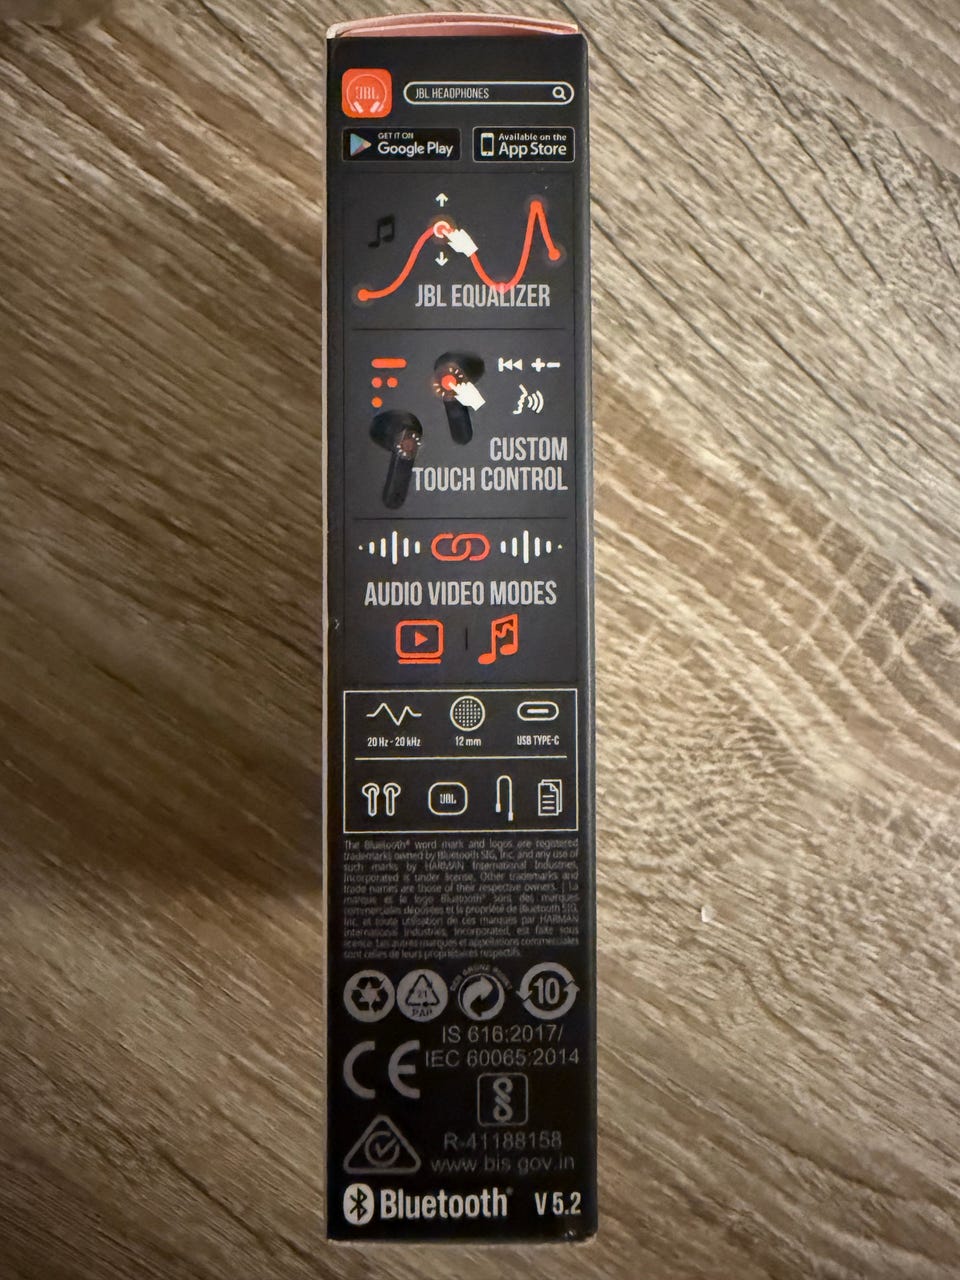 JBL
JBL HEADPHONES
GET IT ON
Google Play
Available on the
App Store
JBL EQUALIZER
CUSTOM
TOUCH CONTROL
AUDIO VIDEO MODES
20 Hz - 20 kHz
12 mm
USB TYPE-C
JBL
The Bluetooth® word mark and logos are registered
trademarks owned by Bluetooth SIG, Inc. and any use of
such marks by HARMAN International Industries,
Incorporated is under license. Other trademarks and
trade names are those of their respective owners. | La
marque et le logo Bluetooth® sont des marques
commerciales déposées et la propriété de Bluetooth SIG,
Inc. et toute utilisation de ces marques par HARMAN
International Industries, Incorporated, est faite sous
licence. Les autres marques et appellations commerciales
sont celles de leurs propriétaires respectifs.
21
PAP
10
IS 616:2017/
IEC 60065:2014
CE
R-41188158
www.bis.gov.in
Bluetooth® V 5.2